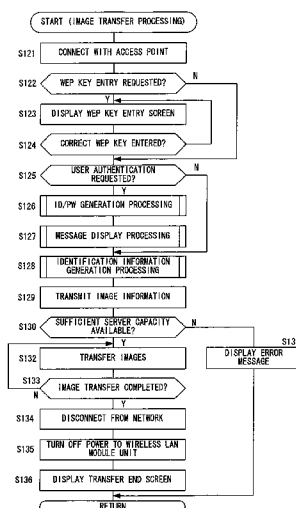 START (IMAGE TRANSFER PROCESSING)
S121 CONNECT WITH ACCESS POINT
S122 WEP KEY ENTRY REQUESTED? N
Y
S123 DISPLAY WEP KEY ENTRY SCREEN
S124 CORRECT WEP KEY ENTERED?
S125 USER AUTHENTICATION REQUESTED? N
Y
S126 ID/PW GENERATION PROCESSING
S127 MESSAGE DISPLAY PROCESSING
S128 IDENTIFICATION INFORMATION
GENERATION PROCESSING
S129 TRANSMIT IMAGE INFORMATION
S130 SUFFICIENT SERVER CAPACITY
AVAILABLE? N
Y
S13
S132 TRANSFER IMAGES
DISPLAY ERROR
MESSAGE
S133 IMAGE TRANSFER COMPLETED?
N
Y
S134 DISCONNECT FROM NETWORK
S135 TURN OFF POWER TO WIRELESS LAN
MODULE UNIT
S136 DISPLAY TRANSFER END SCREEN
RETURN